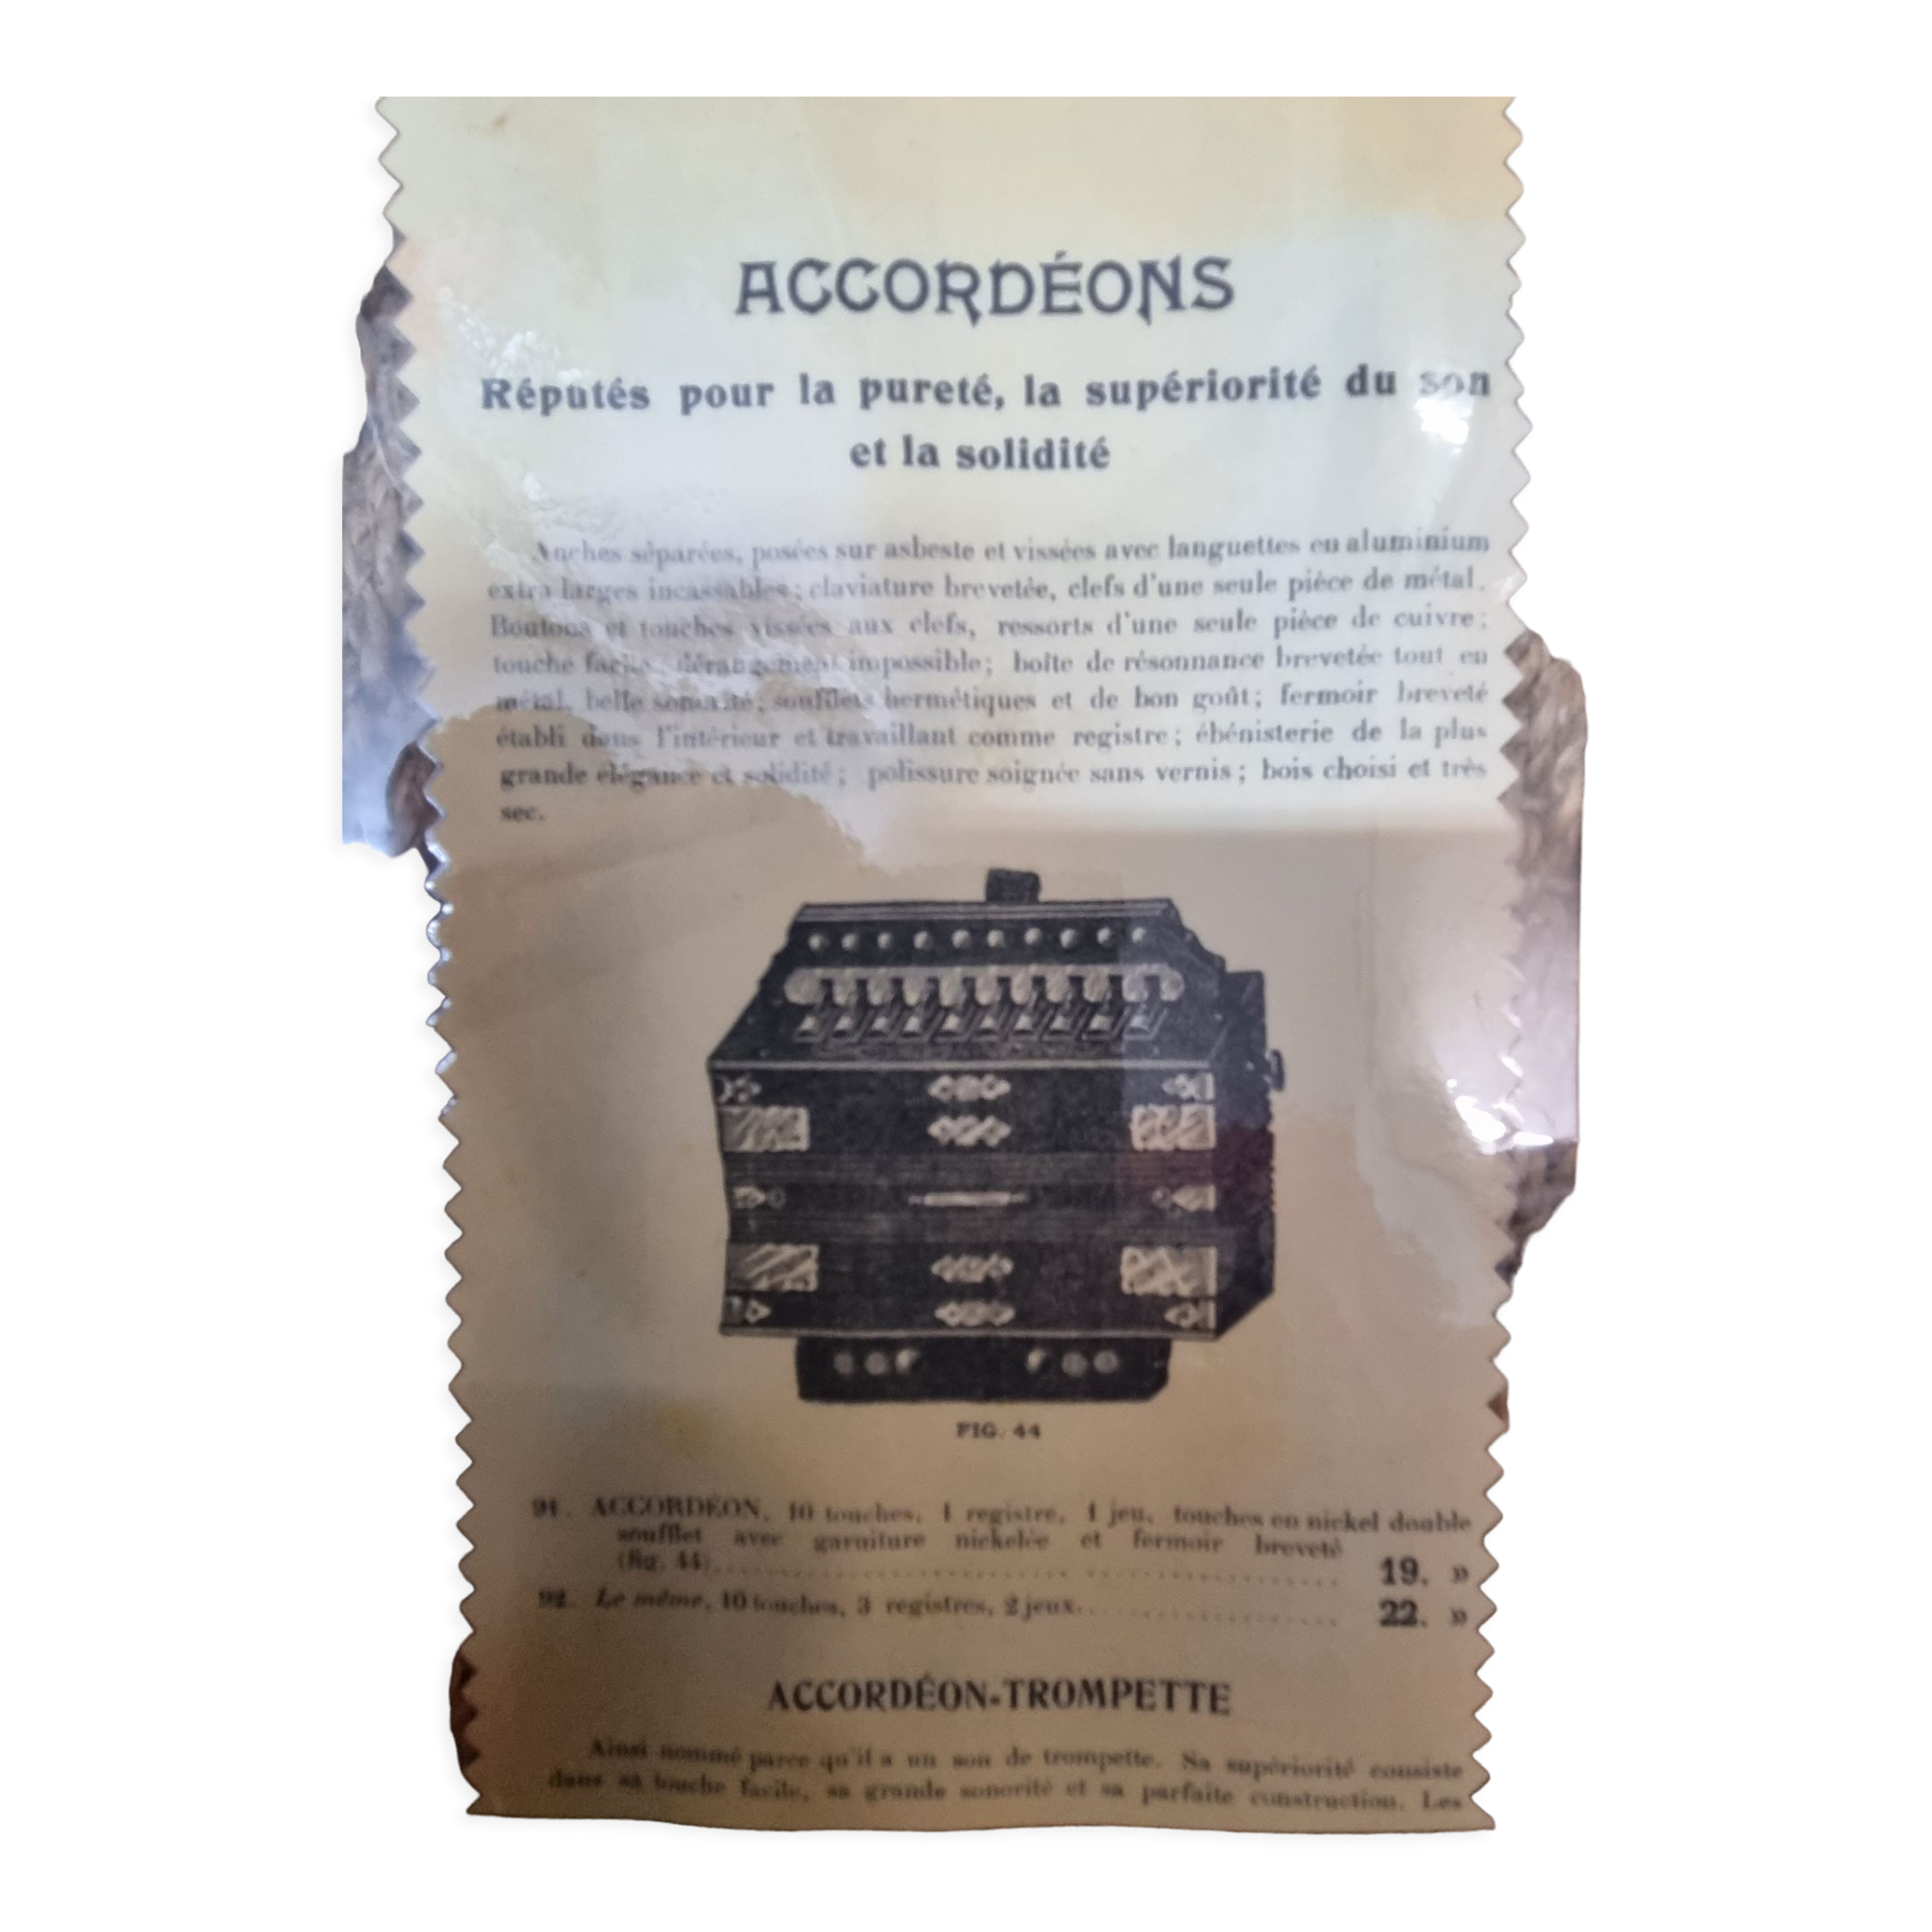 ACCORDÉONS
Réputés pour la pureté, la supériorité du son
et la solidité
Anches séparées, posées sur asbeste et vissées avec languettes en aluminium
extra larges incassables ; claviature brevetée, clefs d'une seule pièce de métal.
Boutons et touches vissées aux clefs, ressorts d'une seule pièce de cuivre ;
touche facile, dérangement impossible ; boîte de résonnance brevetée tout en
métal, belle sonorité ; soufflets hermétiques et de bon goût ; fermoir breveté
établi dans l'intérieur et travaillant comme registre ; ébénisterie de la plus
grande élégance et solidité ; polissure soignée sans vernis ; bois choisi et très
sec.
FIG. 44
91. ACCORDÉON, 10 touches, 1 registre, 1 jeu, touches en nickel double
soufflet avec garniture nickelée et fermoir breveté
(fig. 44).................... 19. »
92. Le même, 10 touches, 3 registres, 2 jeux.................... 22. »
ACCORDÉON-TROMPETTE
Ainsi nommé parce qu'il a un son de trompette. Sa supériorité consiste
dans sa touche facile, sa grande sonorité et sa parfaite construction. Les